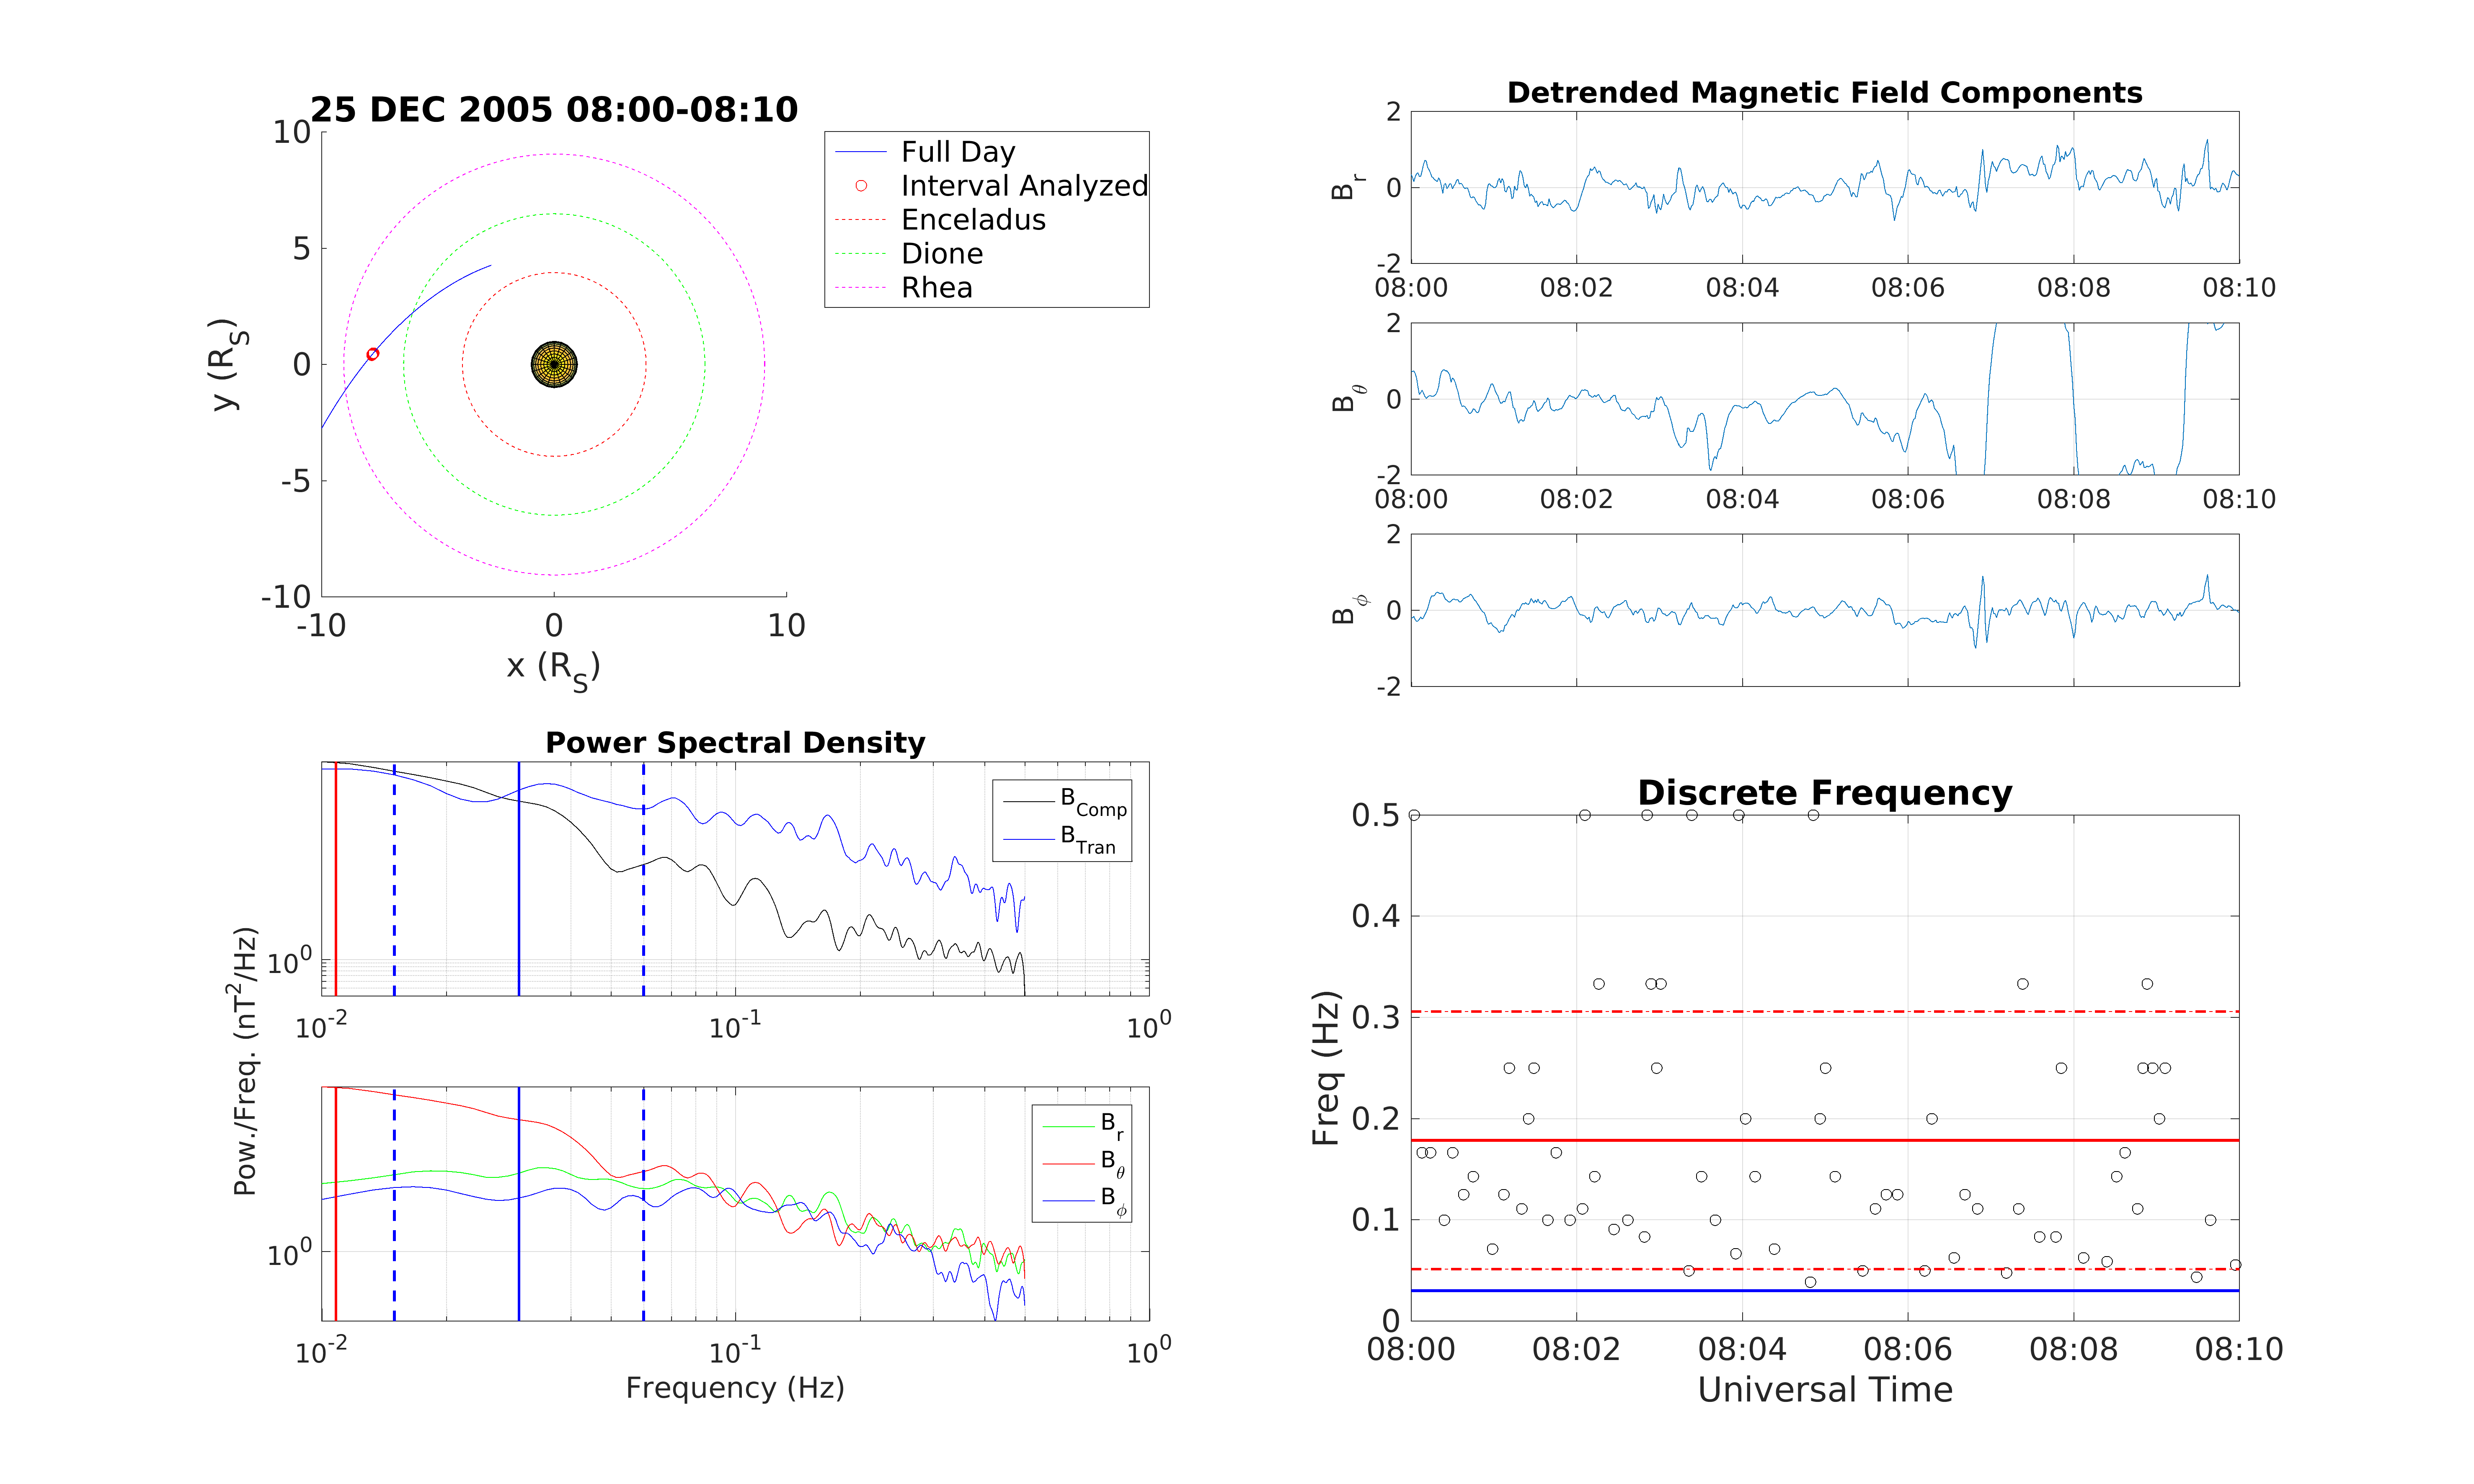 25 DEC 2005 08:00-08:10
10
5
0
-5
-10
-10 0 10
y (R_S)
x (R_S)
Full Day
Interval Analyzed
Enceladus
Dione
Rhea
Detrended Magnetic Field Components
2
0
-2
B_r
08:00 08:02 08:04 08:06 08:08 08:10
2
0
-2
B_θ
08:00 08:02 08:04 08:06 08:08 08:10
2
0
-2
B_ϕ
Power Spectral Density
10^0
10^-2 10^-1 10^0
B_Comp
B_Tran
Pow./Freq. (nT^2/Hz)
10^0
10^-2 10^-1 10^0
B_r
B_θ
B_ϕ
Frequency (Hz)
Discrete Frequency
0.5
0.4
0.3
0.2
0.1
0
Freq (Hz)
08:00 08:02 08:04 08:06 08:08 08:10
Universal Time